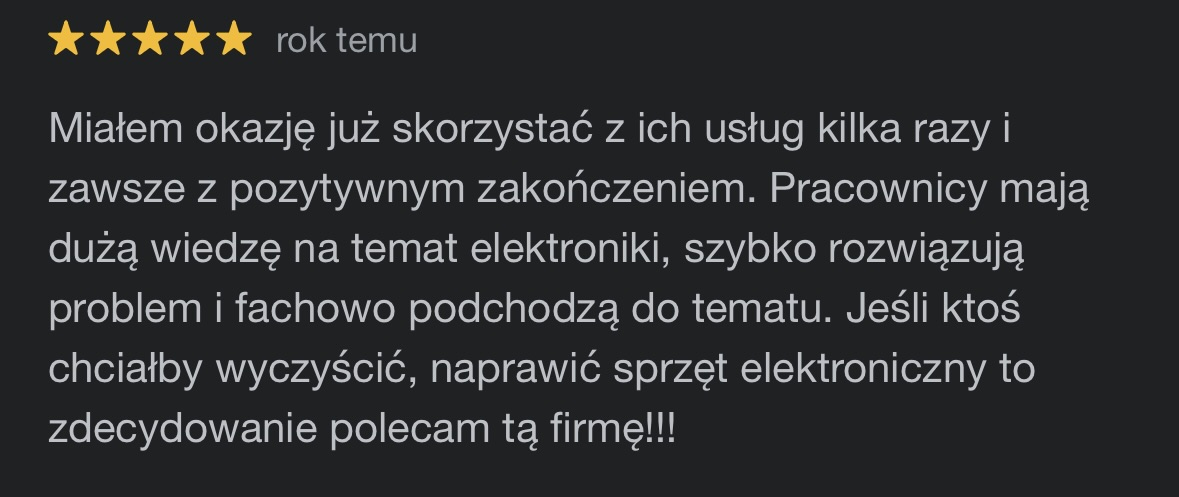 rok temu
Miałem okazję już skorzystać z ich usług kilka razy i
zawsze z pozytywnym zakończeniem. Pracownicy mają
dużą wiedzę na temat elektroniki, szybko rozwiązują
problem i fachowo podchodzą do tematu. Jeśli ktoś
chciałby wyczyścić, naprawić sprzęt elektroniczny to
zdecydowanie polecam tą firmę!!!